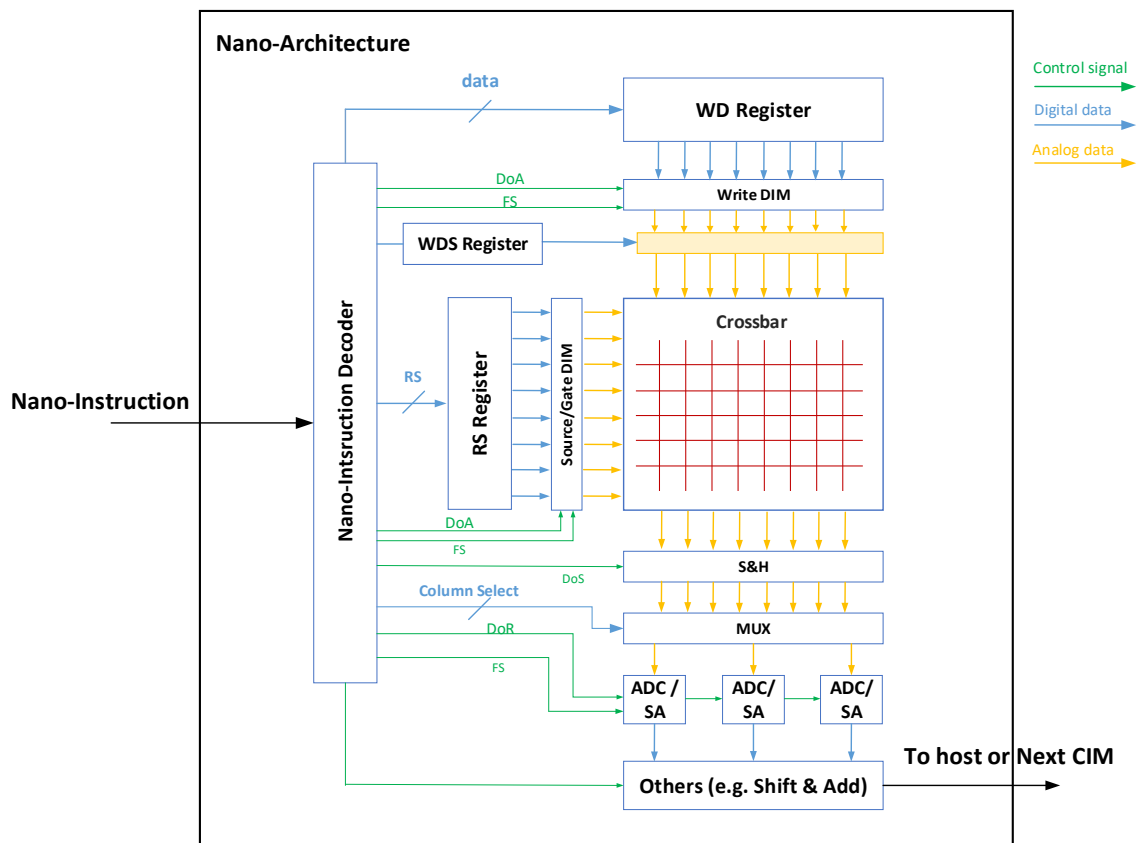 Nano-Architecture
Control signal
data
WD Register
Digital data
Analog data
DoA
Write DIM
FS
WDS Register
Crossbar
Nano-Intsruction Decoder
RS Register
Source/Gate DIM
RS
Nano-Instruction
DoA
FS
DoS
S&H
Column Select
MUX
DoR
FS
ADC /
SA
ADC/
SA
ADC/
SA
To host or Next CIM
Others (e.g. Shift & Add)